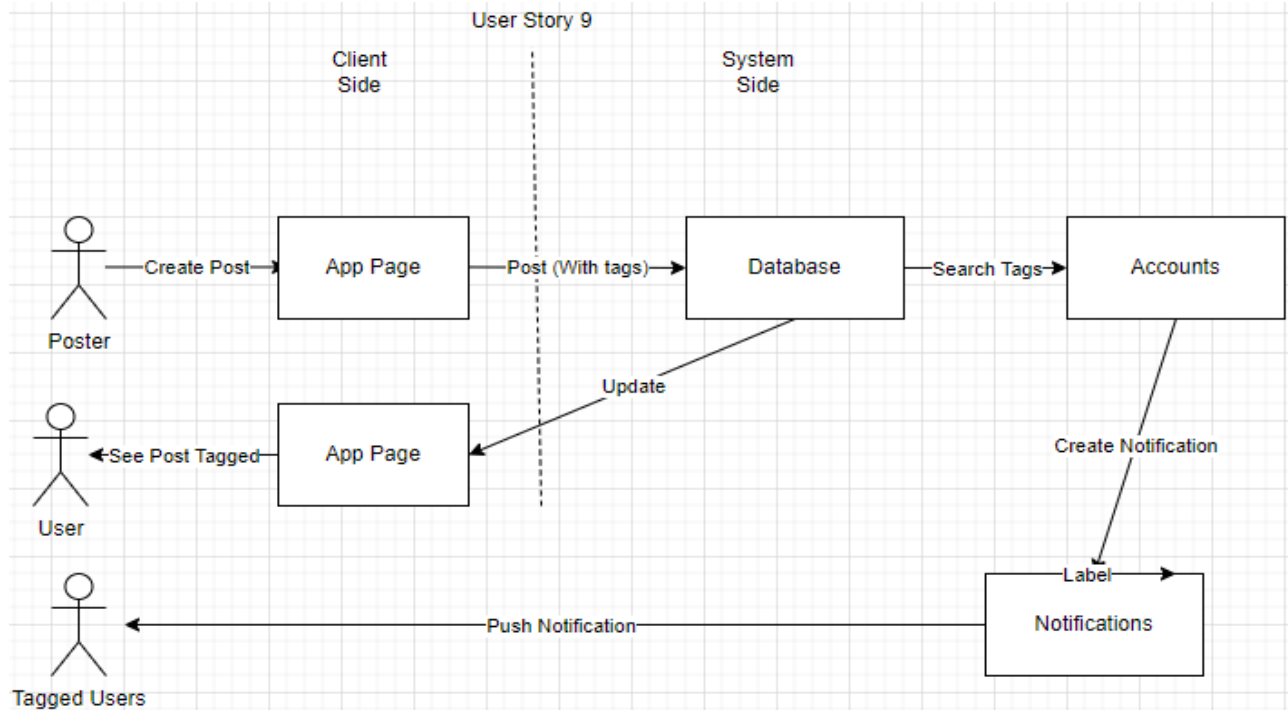 User Story 9
Client
Side
System
Side
Create Post
App Page
Post (With tags)
Database
Search Tags
Accounts
Poster
Update
See Post Tagged
App Page
Create Notification
User
Label
Push Notification
Notifications
Tagged Users